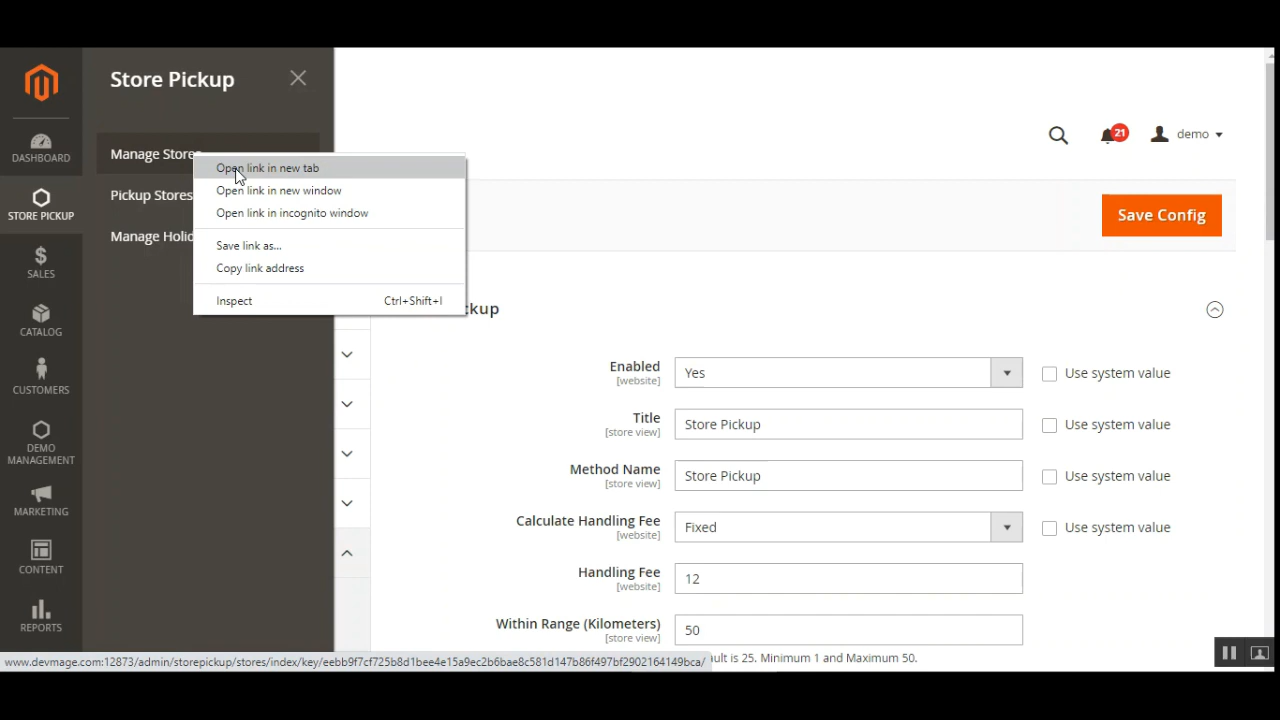 Store Pickup
DASHBOARD
STORE PICKUP
SALES
CATALOG
CUSTOMERS
DEMO
MANAGEMENT
MARKETING
CONTENT
REPORTS
Manage Stores
Pickup Stores
Manage
Open link in new tab
Open link in new window
Open link in incognito window
Save link as...
Copy link address
Inspect Ctrl+Shift+I
21
demo
Save Config
Enabled
[website]
Yes
Use system value
Title
[store view]
Store Pickup
Use system value
Method Name
[store view]
Store Pickup
Use system value
Calculate Handling Fee
[website]
Fixed
Use system value
Handling Fee
[website]
12
Within Range (Kilometers)
[store view]
50
is 25. Minimum 1 and Maximum 50.
www.devmage.com:12873/admin/storepickup/stores/index/key/eebb9f7cf725b8d1bee4e15a9ec2b6bae8c581d147b86f497bf2902164149bca/